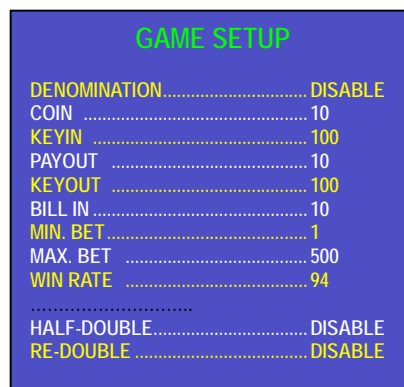 GAME SETUP
DENOMINATION............................... DISABLE
COIN .......................................... 10
KEYIN .......................................... 100
PAYOUT .......................................... 10
KEYOUT .......................................... 100
BILL IN.............................................. 10
MIN. BET........................................... 1
MAX. BET ....................................... 500
WIN RATE ....................................... 94
.............................
HALF-DOUBLE................................. DISABLE
RE-DOUBLE ..................................... DISABLE